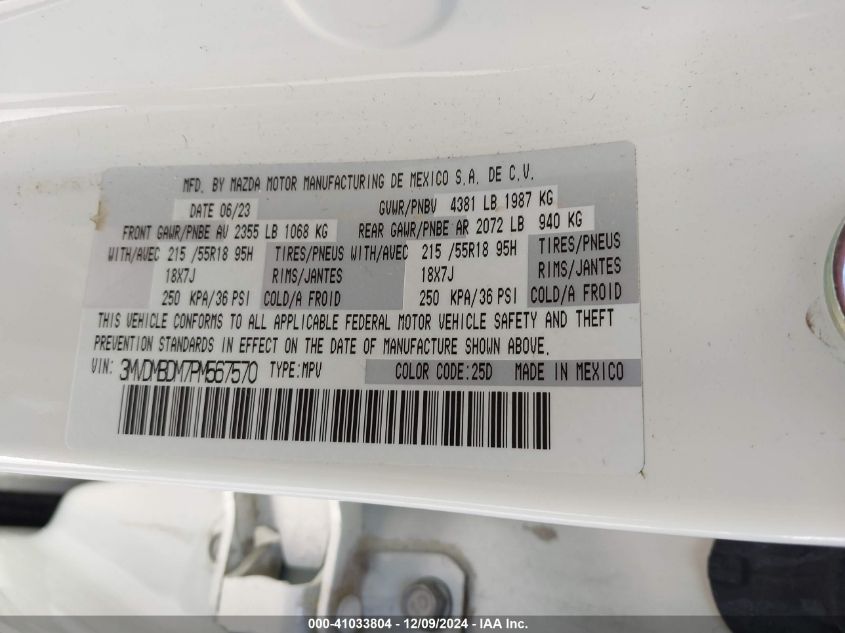 MFD. BY MAZDA MOTOR MANUFACTURING DE MEXICO S.A. DE C.V.
DATE 06/23 GVWR/PNBV 4381 LB 1987 KG
FRONT GAWR/PNBE AV 2355 LB 1068 KG REAR GAWR/PNBE AR 2072 LB 940 KG
WITH/AVEC 215 /55R18 95H TIRES/PNEUS WITH/AVEC 215 /55R18 95H TIRES/PNEUS
18X7J RIMS/JANTES 18X7J RIMS/JANTES
250 KPA/36 PSI COLD/A FROID 250 KPA/36 PSI COLD/A FROID
THIS VEHICLE CONFORMS TO ALL APPLICABLE FEDERAL MOTOR VEHICLE SAFETY AND THEFT
PREVENTION STANDARDS IN EFFECT ON THE DATE OF MANUFACTURE SHOWN ABOVE.
VIN: 3MVDMBDM7PM567570 TYPE:MPV COLOR CODE:25D MADE IN MEXICO
000-41033804 - 12/09/2024 - IAA Inc.